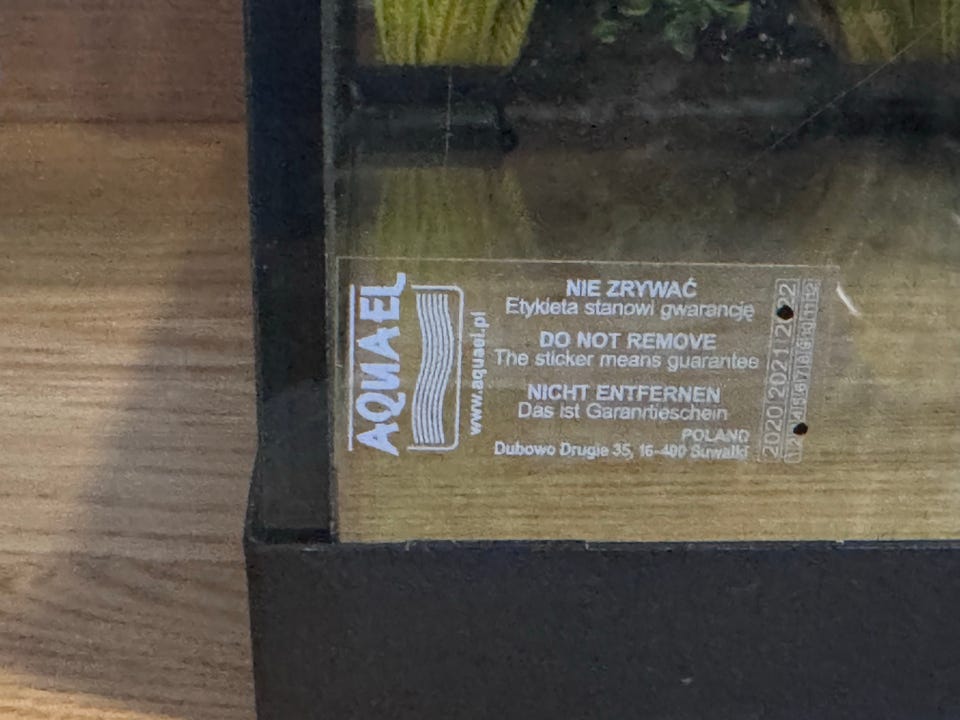 AQUAEL
www.aquael.pl
NIE ZRYWAĆ
Etykieta stanowi gwarancję
DO NOT REMOVE
The sticker means guarantee
NICHT ENTFERNEN
Das ist Garantieschein
POLAND
Dubowo Drugie 35, 16-400 Suwałki
2020 2021 2022